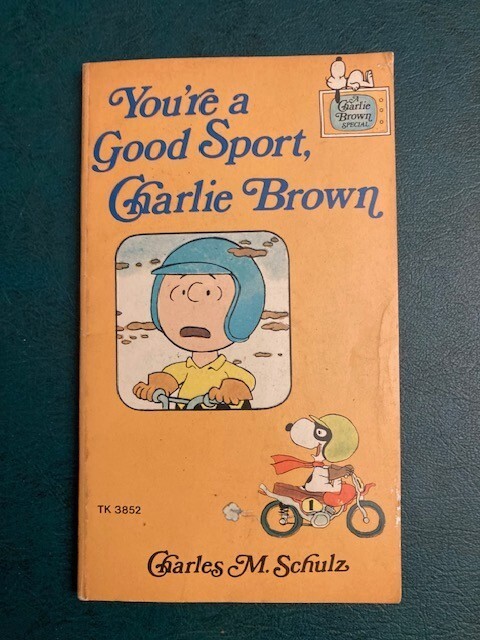 You're a
Good Sport,
Charlie Brown
A
Charlie
Brown
SPECIAL
1
TK 3852
Charles M. Schulz